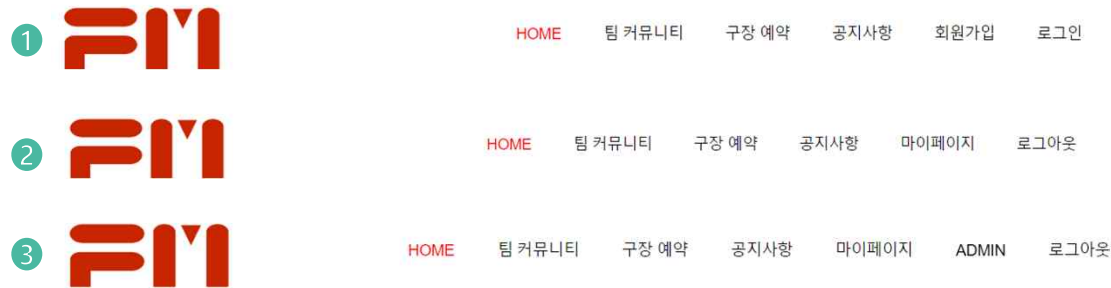 1 FM HOME 팀 커뮤니티 구장 예약 공지사항 회원가입 로그인
2 FM HOME 팀 커뮤니티 구장 예약 공지사항 마이페이지 로그아웃
3 FM HOME 팀 커뮤니티 구장 예약 공지사항 마이페이지 ADMIN 로그아웃